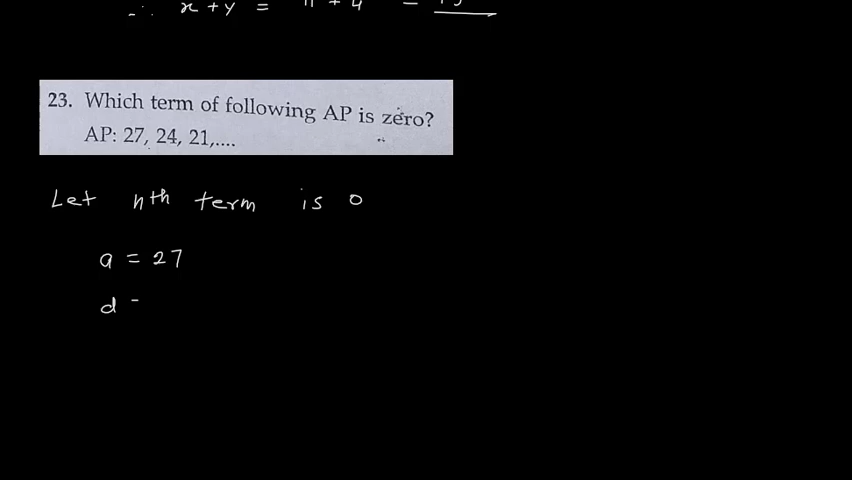 ∴ x + y =
23. Which term of following AP is zero?
AP: 27, 24, 21,....
Let nth term is 0
a = 27
d -